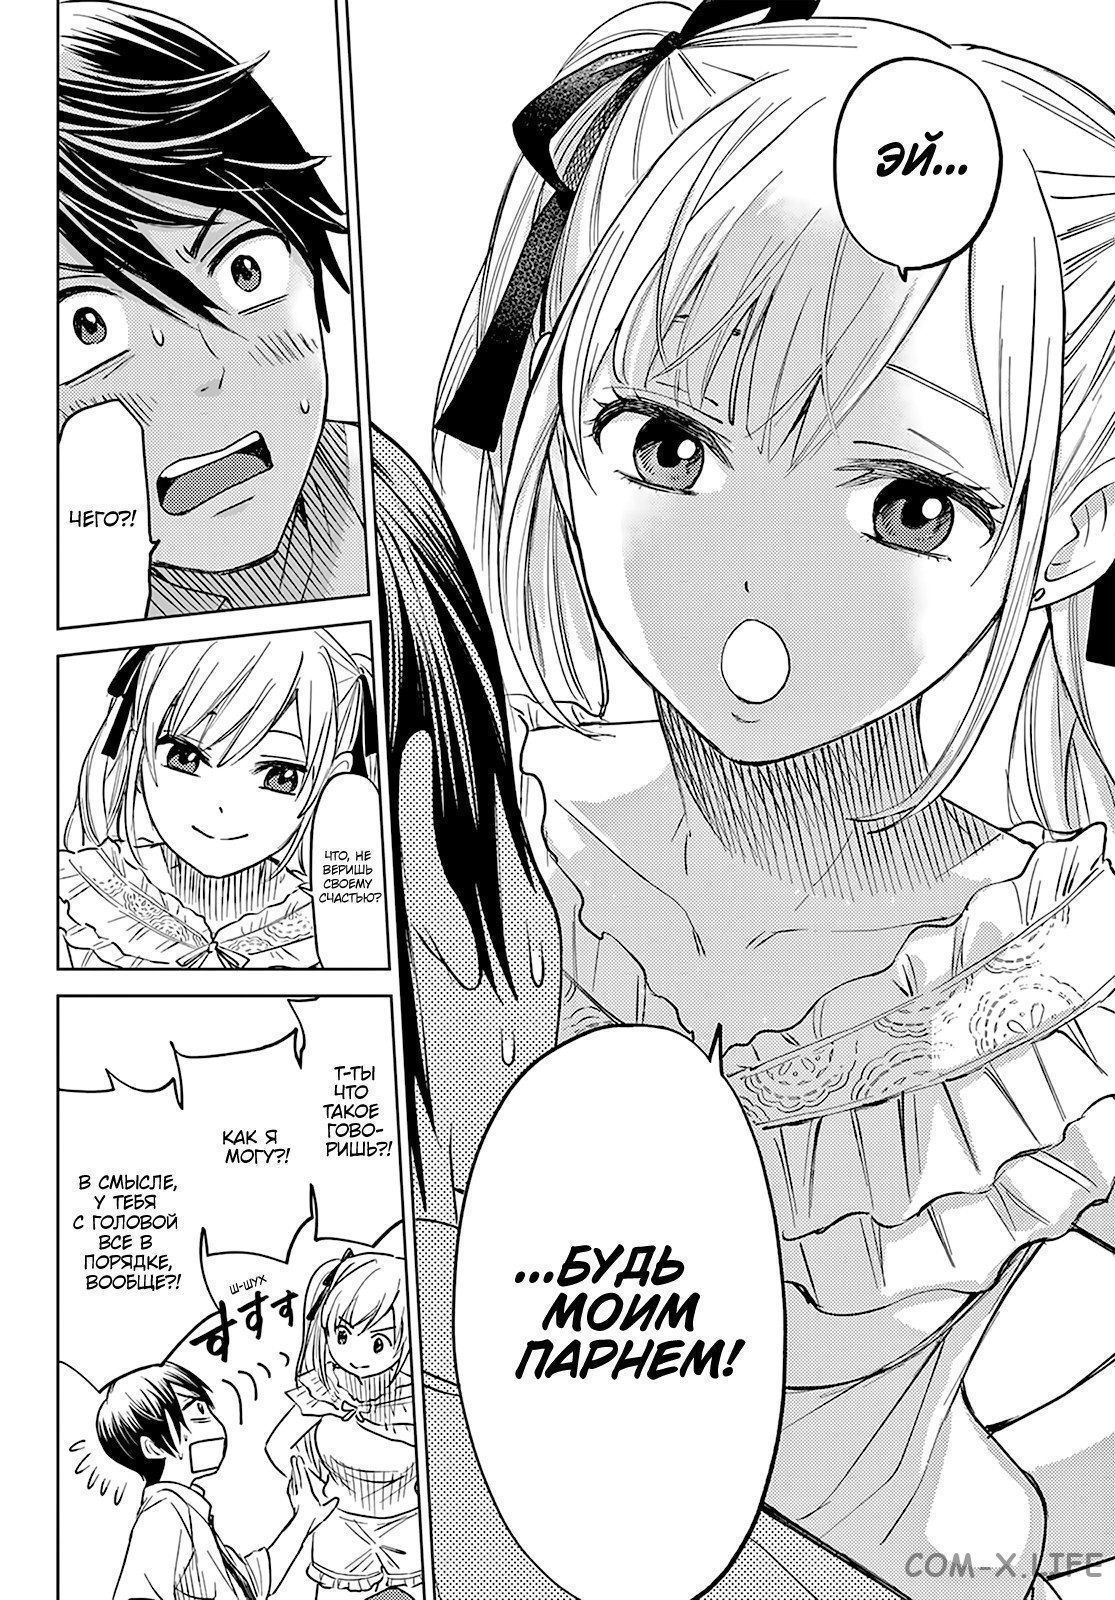 ЭЙ...
...БУДЬ
МОИМ
ПАРНЕМ!
ЧЕГО?!
ЧТО, НЕ
ВЕРИШЬ
СВОЕМУ
СЧАСТЬЮ?
Т-ТЫ
ЧТО
ТАКОЕ
ГОВО-
РИШЬ?!
КАК Я
МОГУ?!
В СМЫСЛЕ,
У ТЕБЯ
С ГОЛОВОЙ
ВСЕ В
ПОРЯДКЕ,
ВООБЩЕ?!
Ш-ШУХ
すすす
COM-X.LIFE